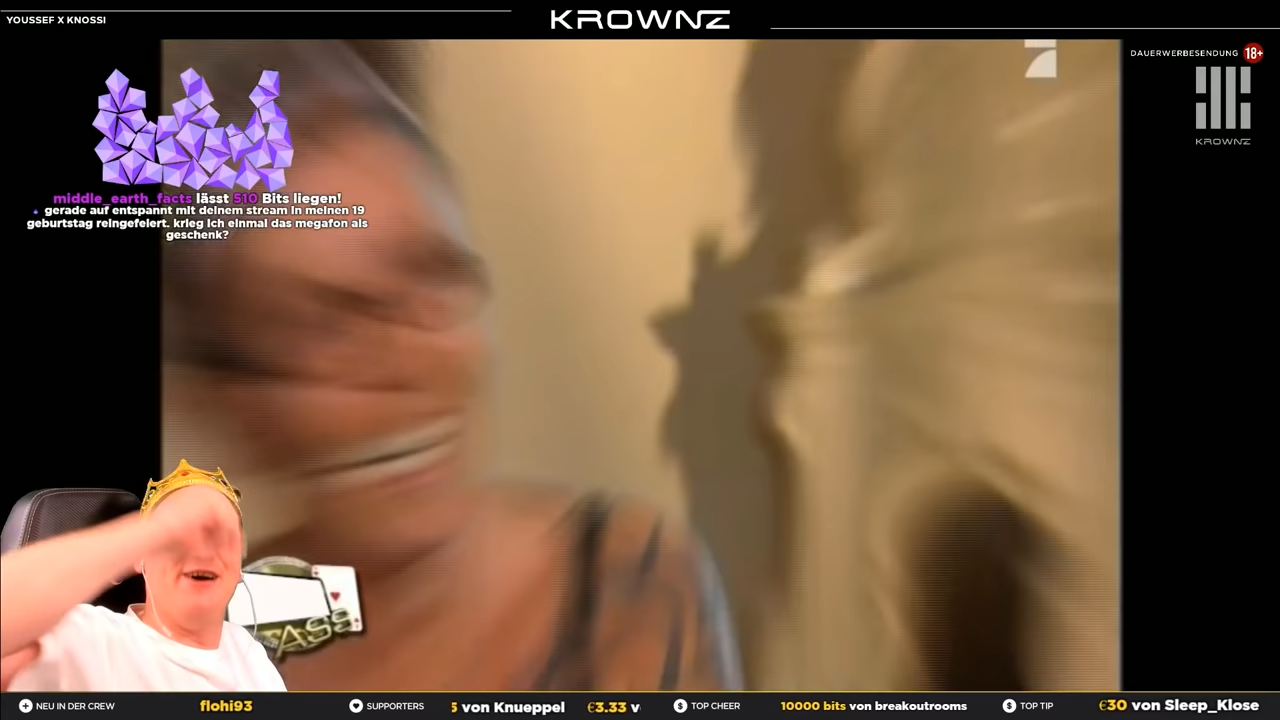 YOUSSEF X KNOSSI
KROWNZ
DAUERWERBESENDUNG 18+
KROWNZ
middle_earth_facts lässt 510 Bits liegen!
gerade auf entspannt mit deinem stream in meinen 19
geburtstag reingefeiert. krieg ich einmal das megafon als
geschenk?
TASS
NEU IN DER CREW flohi93 SUPPORTERS 5 von Knueppel €3.33 v TOP CHEER 10000 bits von breakoutrooms TOP TIP €30 von Sleep_Klose